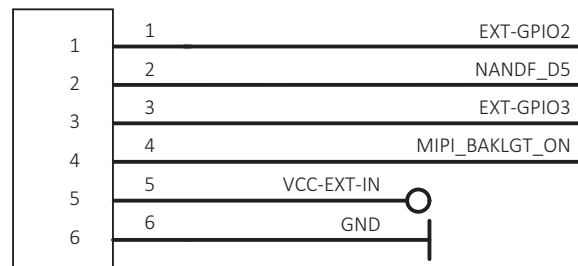 1 1 EXT-GPIO2
2 2 NANDF_D5
3 3 EXT-GPIO3
4 4 MIPI_BAKLGT_ON
5 5 VCC-EXT-IN
6 6 GND